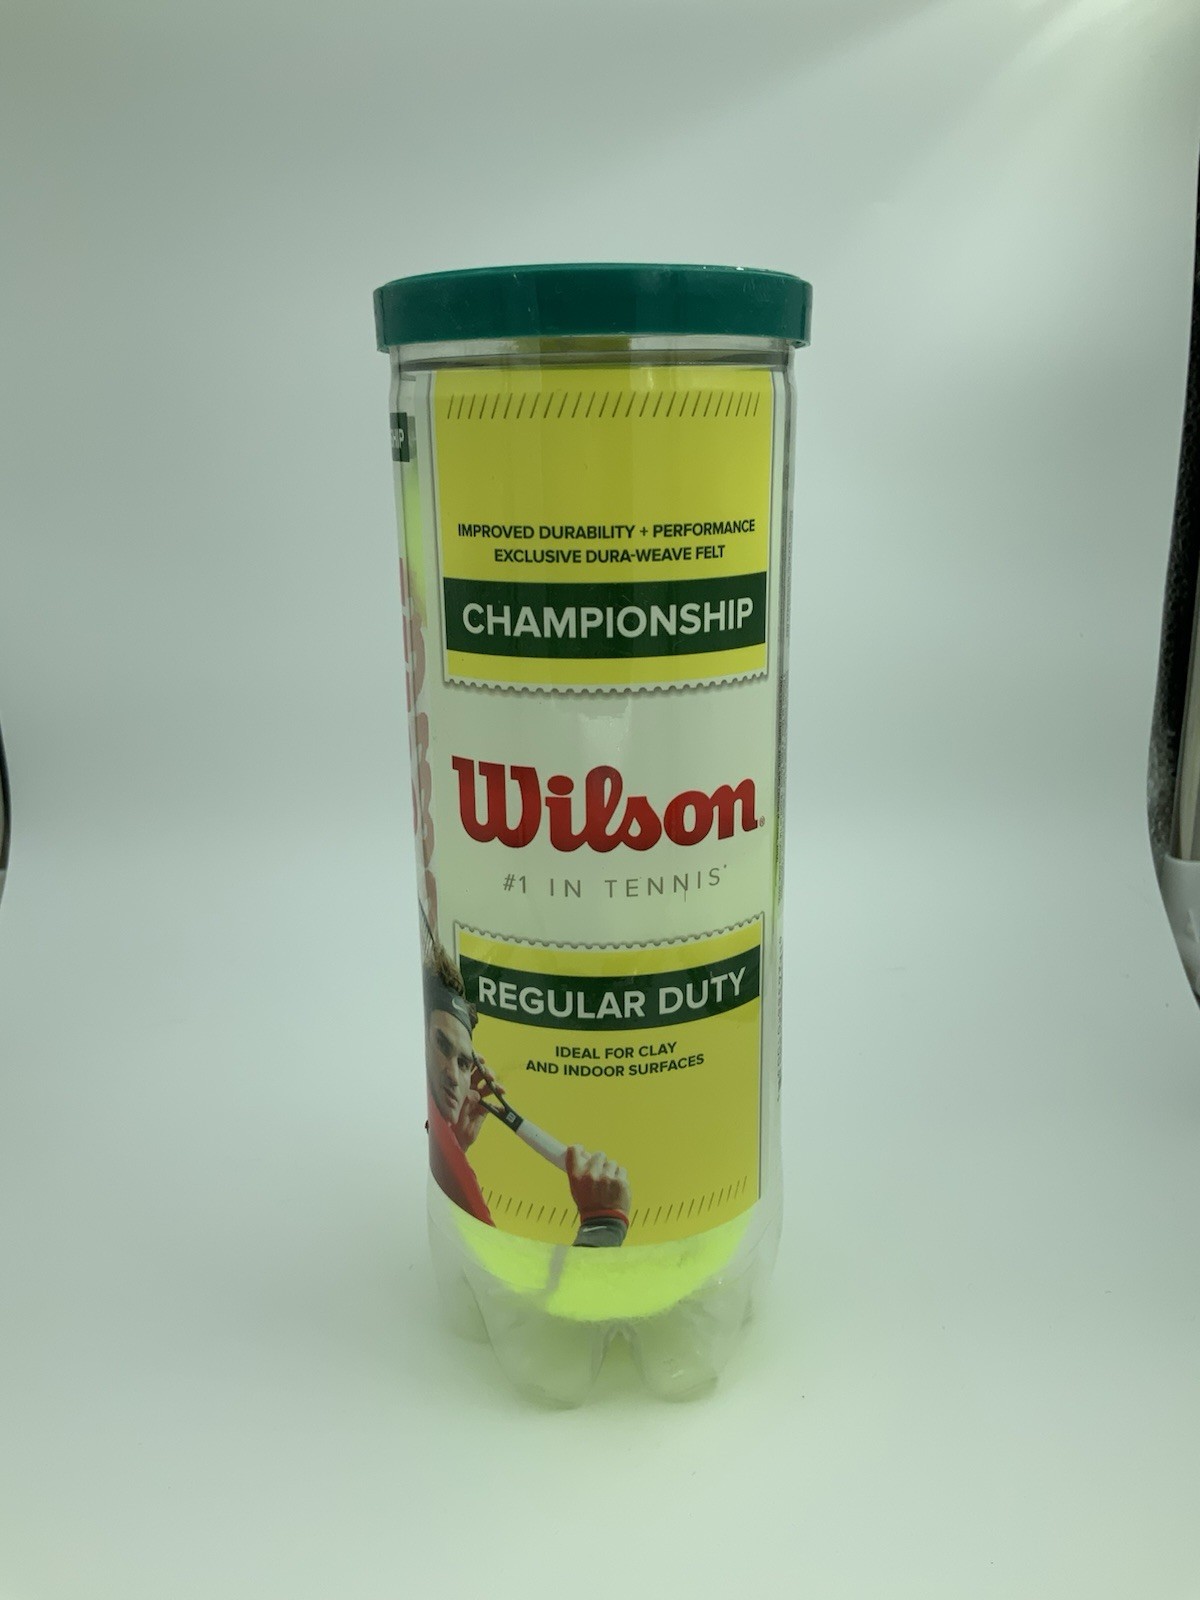 IMPROVED DURABILITY + PERFORMANCE
EXCLUSIVE DURA-WEAVE FELT
CHAMPIONSHIP
Wilson®
#1 IN TENNIS*
REGULAR DUTY
IDEAL FOR CLAY
AND INDOOR SURFACES
HIP